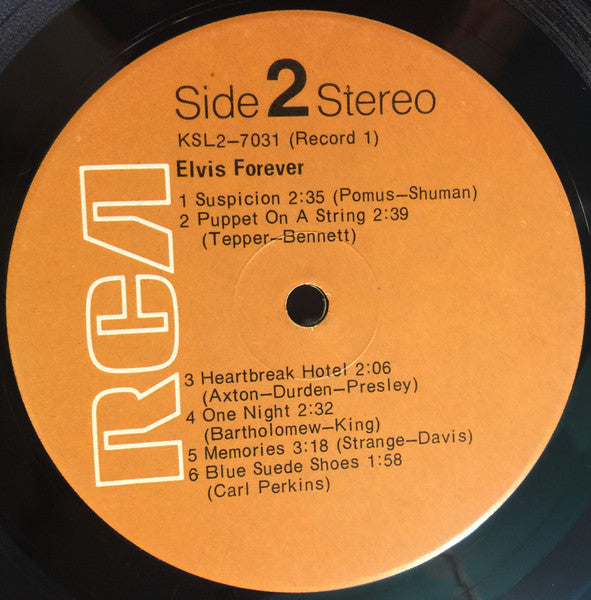 Side 2 Stereo
KSL2-7031 (Record 1)
Elvis Forever
1 Suspicion 2:35 (Pomus-Shuman)
2 Puppet On A String 2:39
(Tepper-Bennett)
RCA
3 Heartbreak Hotel 2:06
(Axton-Durden-Presley)
4 One Night 2:32
(Bartholomew-King)
5 Memories 3:18 (Strange-Davis)
6 Blue Suede Shoes 1:58
(Carl Perkins)